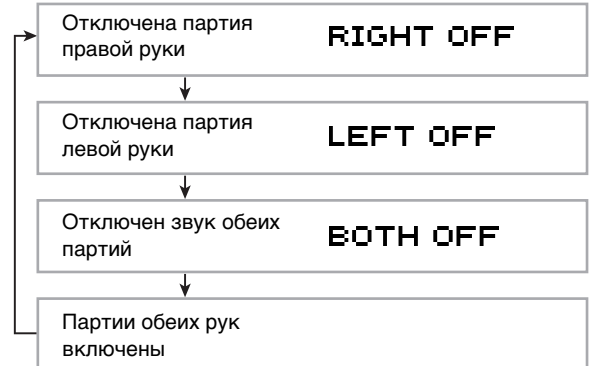 Отключена партия
правой руки
RIGHT OFF
Отключена партия
левой руки
LEFT OFF
Отключен звук обеих
партий
BOTH OFF
Партии обеих рук
включены